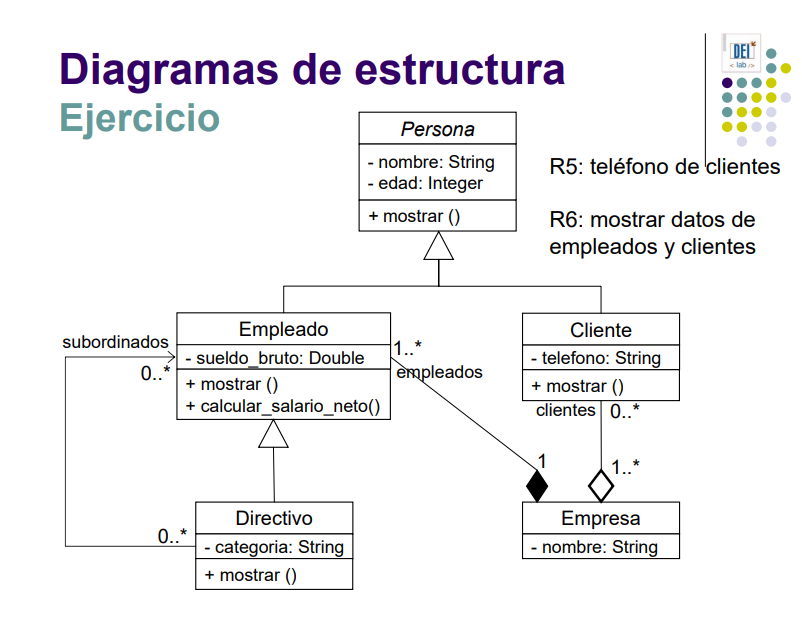 Diagramas de estructura
Ejercicio
DEI
< lab />
Persona
- nombre: String
- edad: Integer
+ mostrar ()
R5: teléfono de clientes
R6: mostrar datos de
empleados y clientes
Empleado
- sueldo_bruto: Double
+ mostrar ()
+ calcular_salario_neto()
subordinados
0..*
1..*
empleados
Cliente
- telefono: String
+ mostrar ()
clientes
0..*
1
1..*
Directivo
- categoria: String
+ mostrar ()
0..*
Empresa
- nombre: String